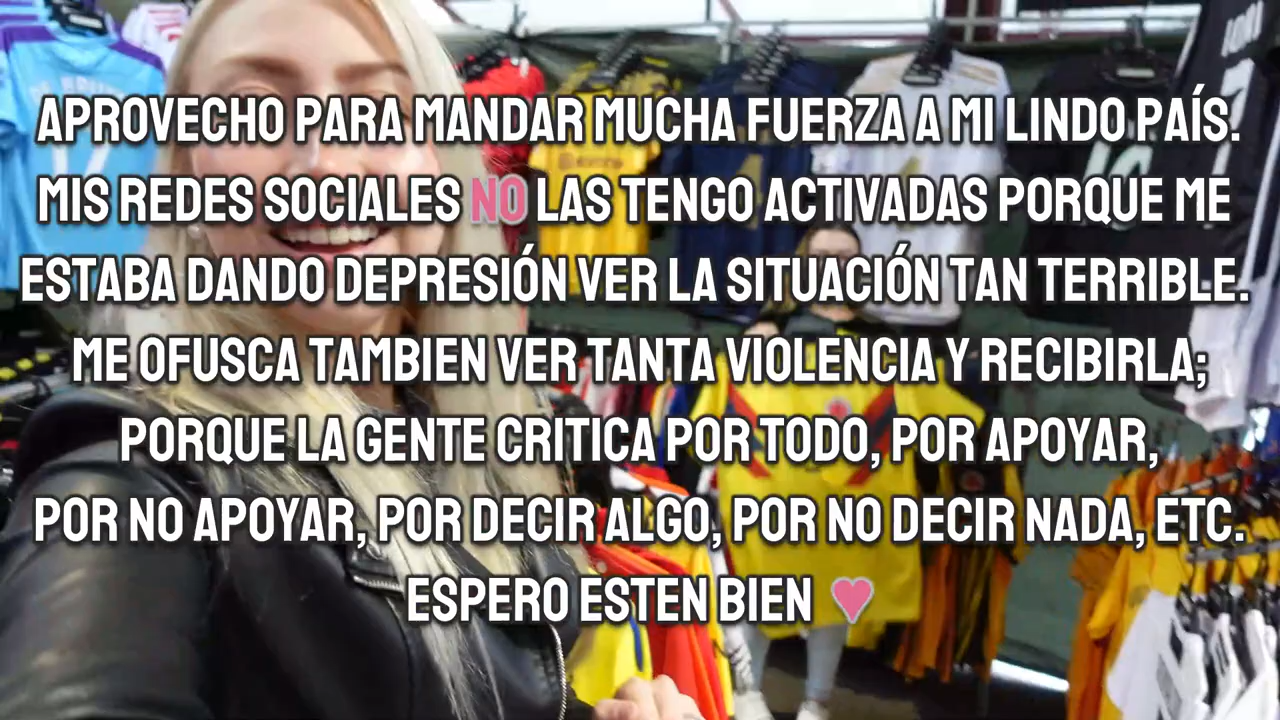 APROVECHO PARA MANDAR MUCHA FUERZA A MI LINDO PAÍS.
MIS REDES SOCIALES NO LAS TENGO ACTIVADAS PORQUE ME
ESTABA DANDO DEPRESIÓN VER LA SITUACIÓN TAN TERRIBLE.
ME OFUSCA TAMBIEN VER TANTA VIOLENCIA Y RECIBIRLA;
PORQUE LA GENTE CRITICA POR TODO, POR APOYAR,
POR NO APOYAR, POR DECIR ALGO, POR NO DECIR NADA, ETC.
ESPERO ESTEN BIEN